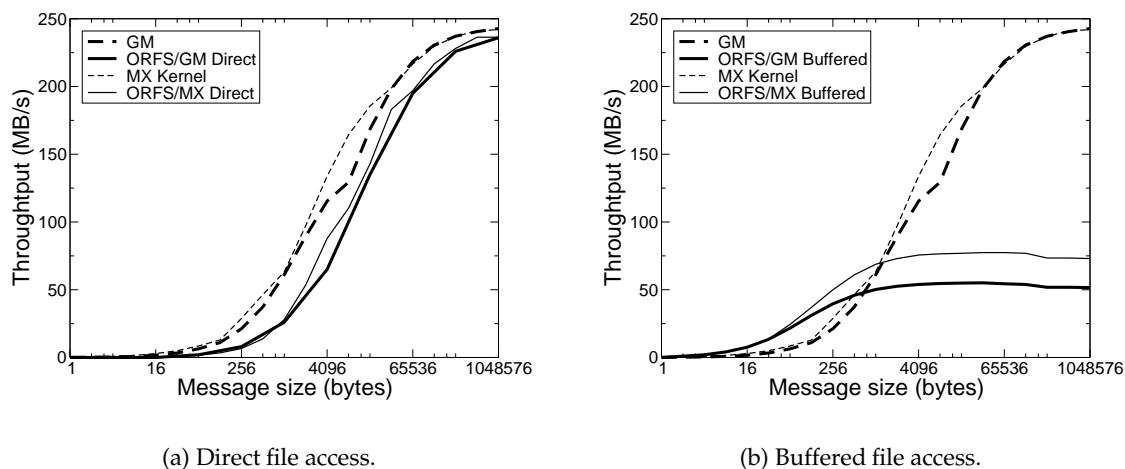 250
200
150
100
50
0
Throughtput (MB/s)
GM
ORFS/GM Direct
MX Kernel
ORFS/MX Direct
1 16 256 4096 65536 1048576
Message size (bytes)
(a) Direct file access.
250
200
150
100
50
0
Throughtput (MB/s)
GM
ORFS/GM Buffered
MX Kernel
ORFS/MX Buffered
1 16 256 4096 65536 1048576
Message size (bytes)
(b) Buffered file access.